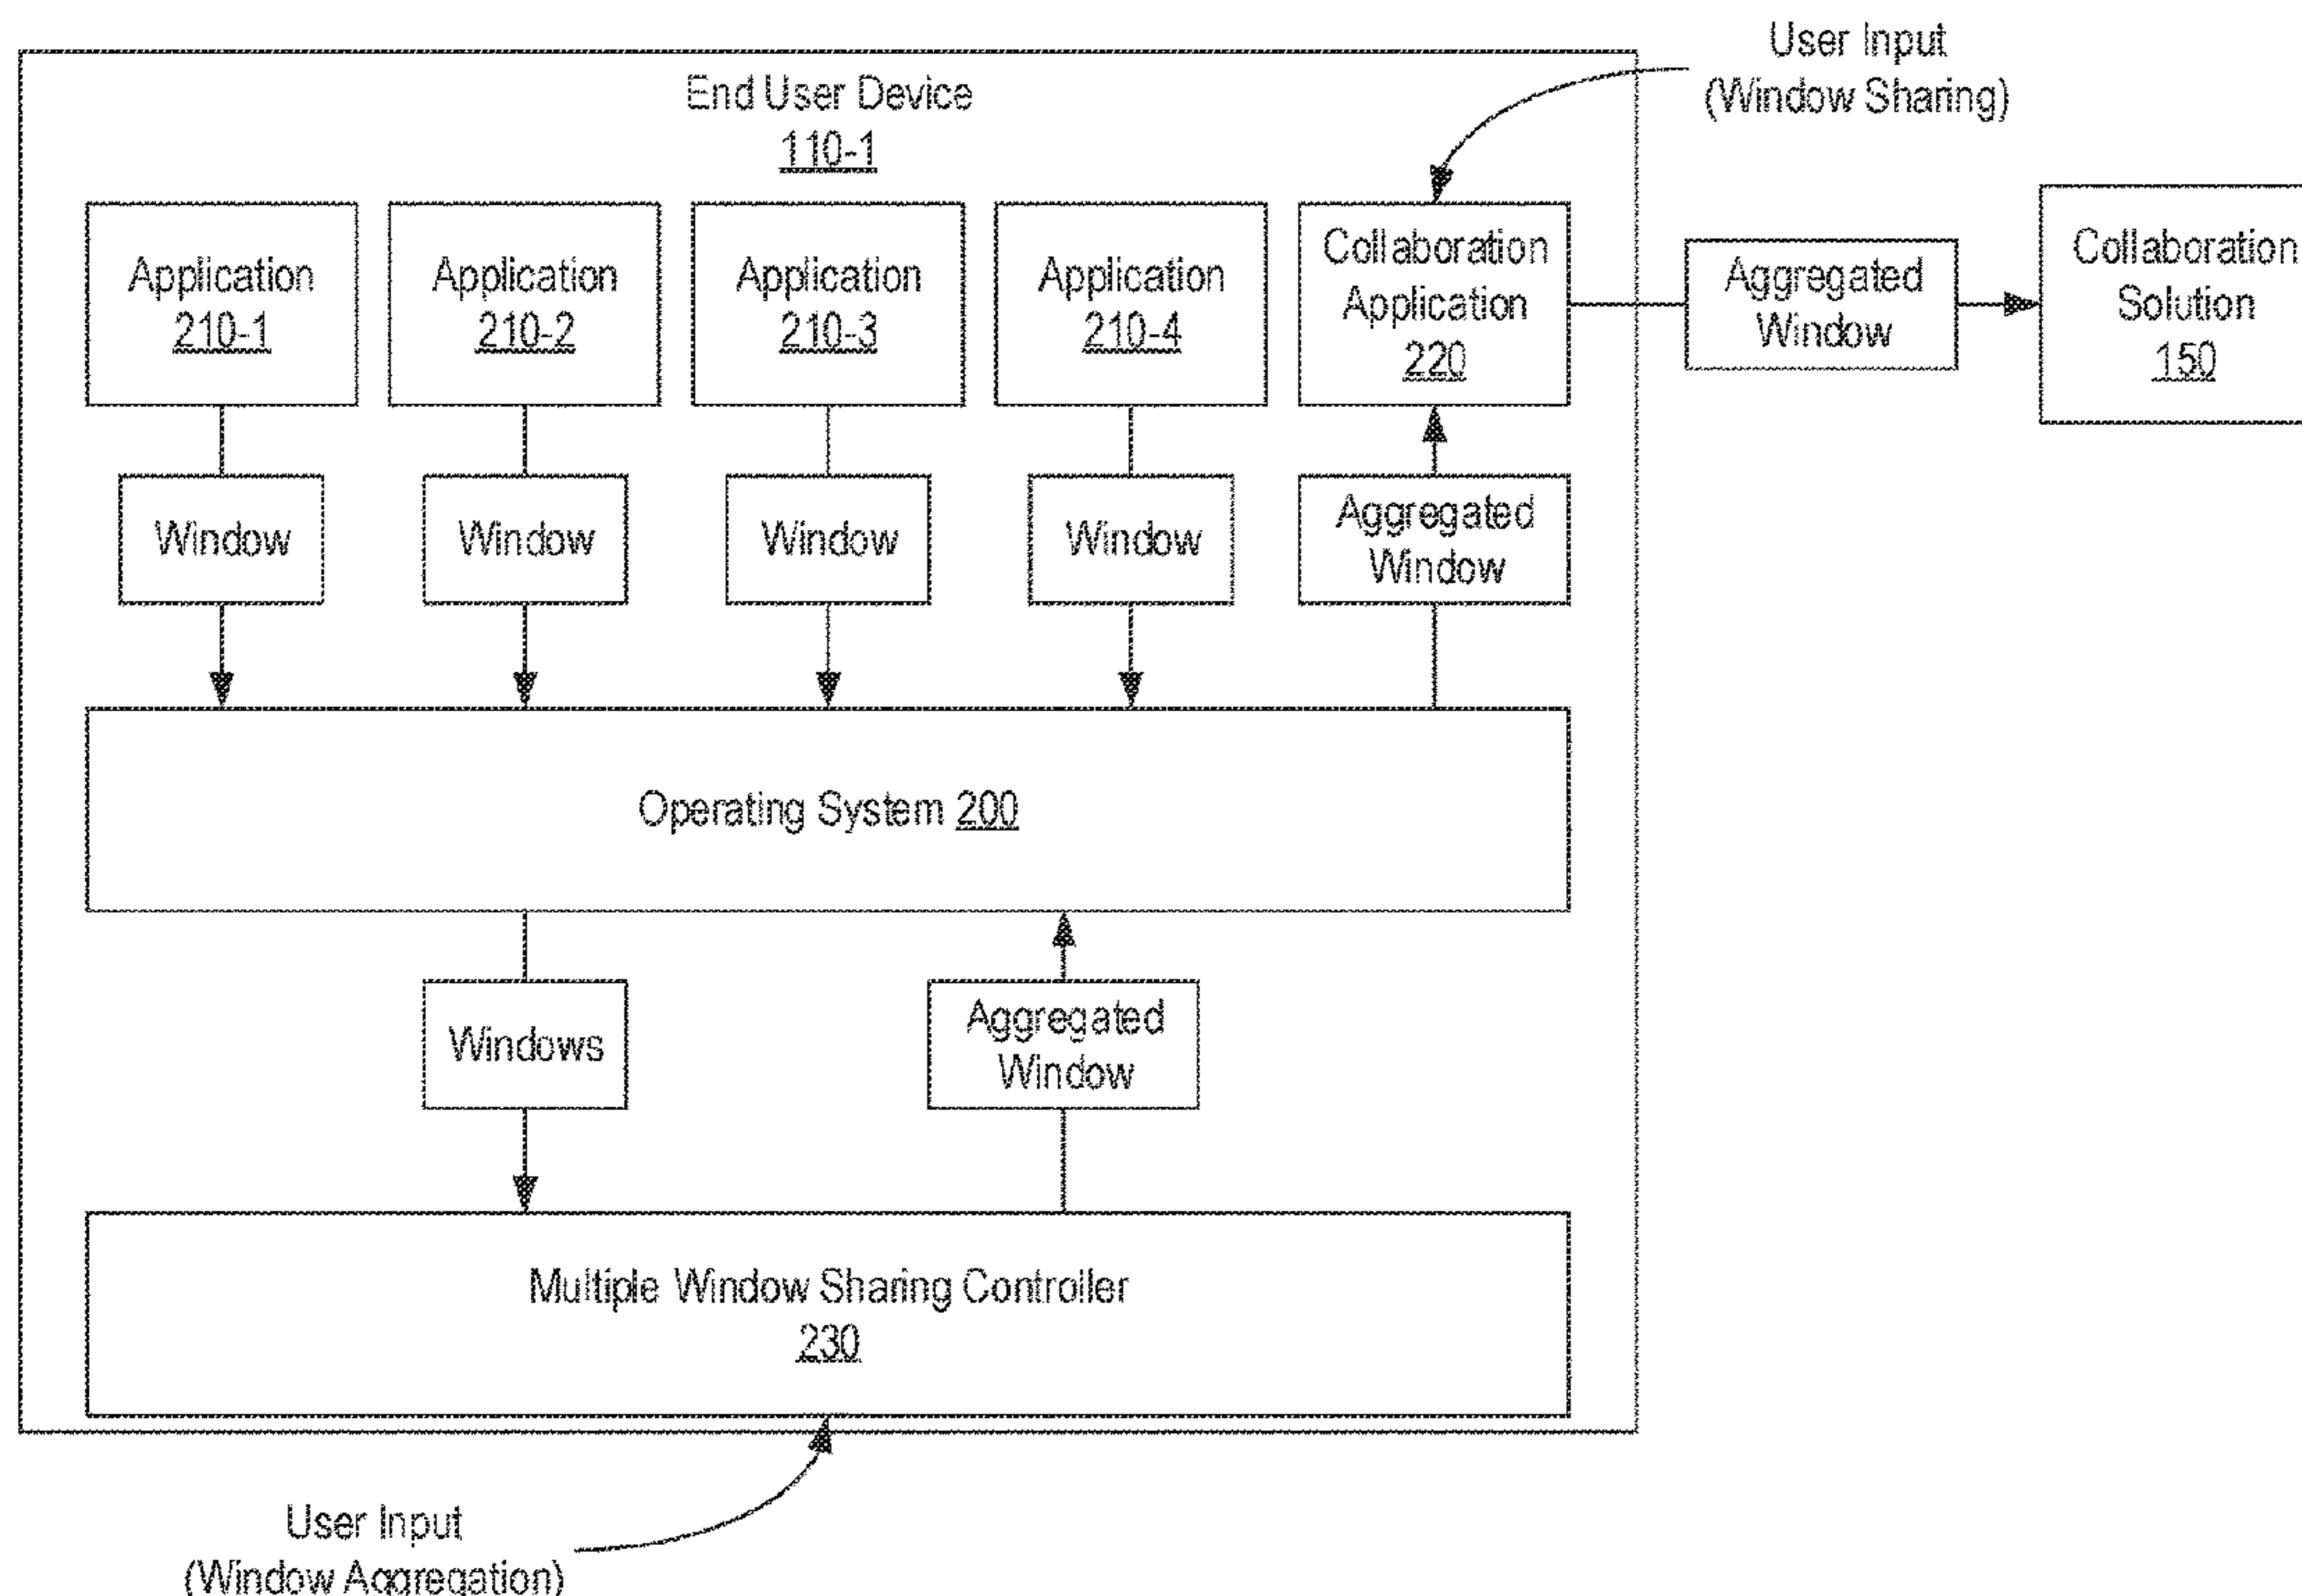 User Input
(Window Sharing)
End User Device
110-1
Application
210-1
Application
210-2
Application
210-3
Application
210-4
Collaboration
Application
220
Aggregated
Window
Collaboration
Solution
150
Window
Window
Window
Window
Aggregated
Window
Operating System 200
Windows
Aggregated
Window
Multiple Window Sharing Controller
230
User Input
(Window Aggregation)